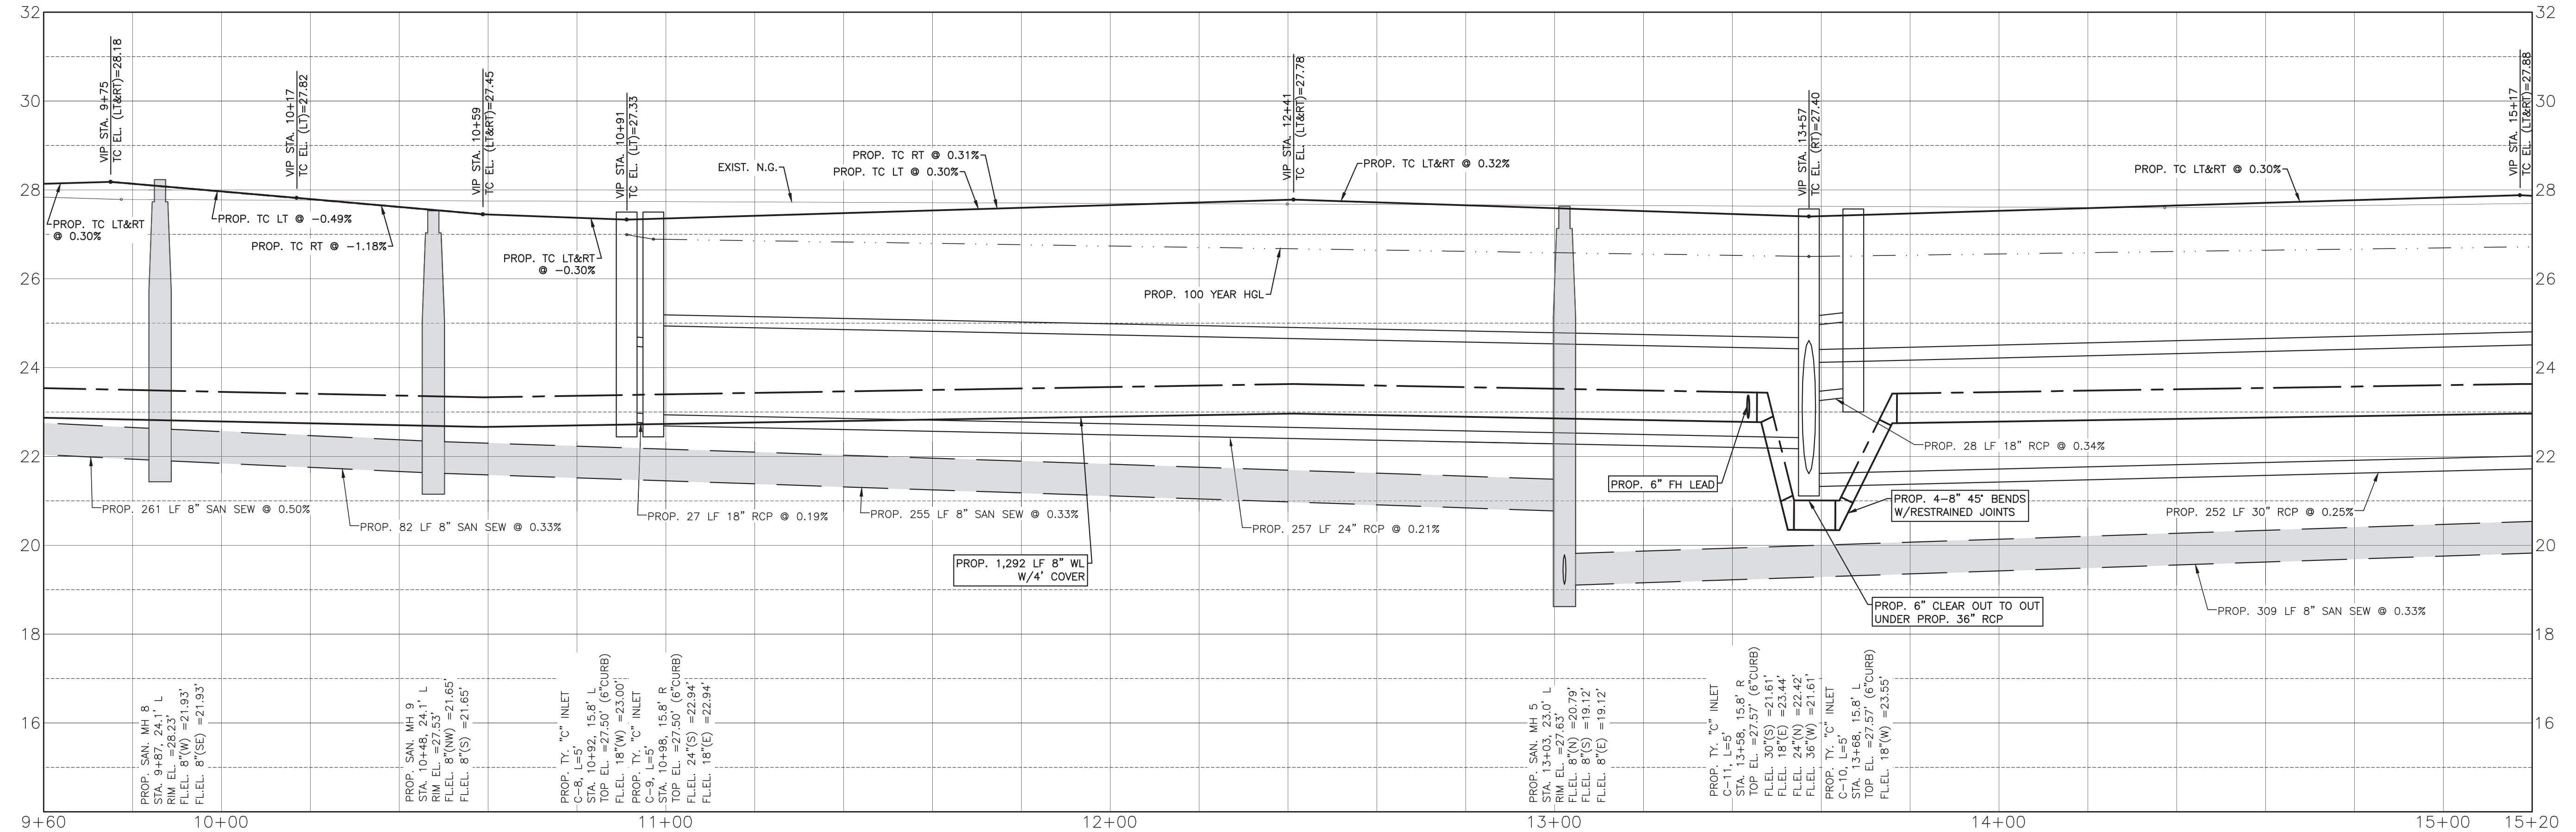 32
32
30
30
28
28
26
26
24
24
22
22
20
20
18
18
16
16
9+60
10+00
11+00
12+00
13+00
14+00
15+00
15+20
VIP STA. 9+75
TC EL. (LT&RT)=28.18
VIP STA. 10+17
TC EL. (LT)=27.82
VIP STA. 10+59
TC EL. (LT&RT)=27.45
VIP STA. 10+91
TC EL. (LT)=27.33
VIP STA. 12+41
TC EL. (LT&RT)=27.78
VIP STA. 13+57
TC EL. (RT)=27.40
VIP STA. 15+17
TC EL. (LT&RT)=27.88
PROP. TC LT&RT
@ 0.30%
PROP. TC LT @ -0.49%
PROP. TC RT @ -1.18%
PROP. TC LT&RT
@ -0.30%
EXIST. N.G.
PROP. TC RT @ 0.31%
PROP. TC LT @ 0.30%
PROP. TC LT&RT @ 0.32%
PROP. TC LT&RT @ 0.30%
PROP. 100 YEAR HGL
PROP. 261 LF 8" SAN SEW @ 0.50%
PROP. 82 LF 8" SAN SEW @ 0.33%
PROP. 27 LF 18" RCP @ 0.19%
PROP. 255 LF 8" SAN SEW @ 0.33%
PROP. 1,292 LF 8" WL
W/4' COVER
PROP. 257 LF 24" RCP @ 0.21%
PROP. 6" FH LEAD
PROP. 28 LF 18" RCP @ 0.34%
PROP. 4-8" 45° BENDS
W/RESTRAINED JOINTS
PROP. 252 LF 30" RCP @ 0.25%
PROP. 6" CLEAR OUT TO OUT
UNDER PROP. 36" RCP
PROP. 309 LF 8" SAN SEW @ 0.33%
PROP. SAN. MH 8
STA. 9+87, 24.1' L
RIM EL. =28.23'
FL.EL. 8"(W) =21.93'
FL.EL. 8"(SE) =21.93'
PROP. SAN. MH 9
STA. 10+48, 24.1' L
RIM EL. =27.53'
FL.EL. 8"(NW) =21.65'
FL.EL. 8"(S) =21.65'
PROP. TY. "C" INLET
C-8, L=5'
STA. 10+92, 15.8' L
TOP EL. =27.50' (6"CURB)
FL.EL. 18"(W) =23.00'
PROP. TY. "C" INLET
C-9, L=5'
STA. 10+98, 15.8' R
TOP EL. =27.50' (6"CURB)
FL.EL. 24"(S) =22.94'
FL.EL. 18"(E) =22.94'
PROP. SAN. MH 5
STA. 13+03, 23.0' L
RIM EL. =27.63'
FL.EL. 8"(N) =20.79'
FL.EL. 8"(S) =19.12'
FL.EL. 8"(E) =19.12'
PROP. TY. "C" INLET
C-11, L=5'
STA. 13+58, 15.8' R
TOP EL. =27.57' (6"CURB)
FL.EL. 30"(S) =21.61'
FL.EL. 18"(E) =23.44'
FL.EL. 24"(N) =22.42'
FL.EL. 36"(W) =21.61'
PROP. TY. "C" INLET
C-10, L=5'
STA. 13+68, 15.8' L
TOP EL. =27.57' (6"CURB)
FL.EL. 18"(W) =23.55'